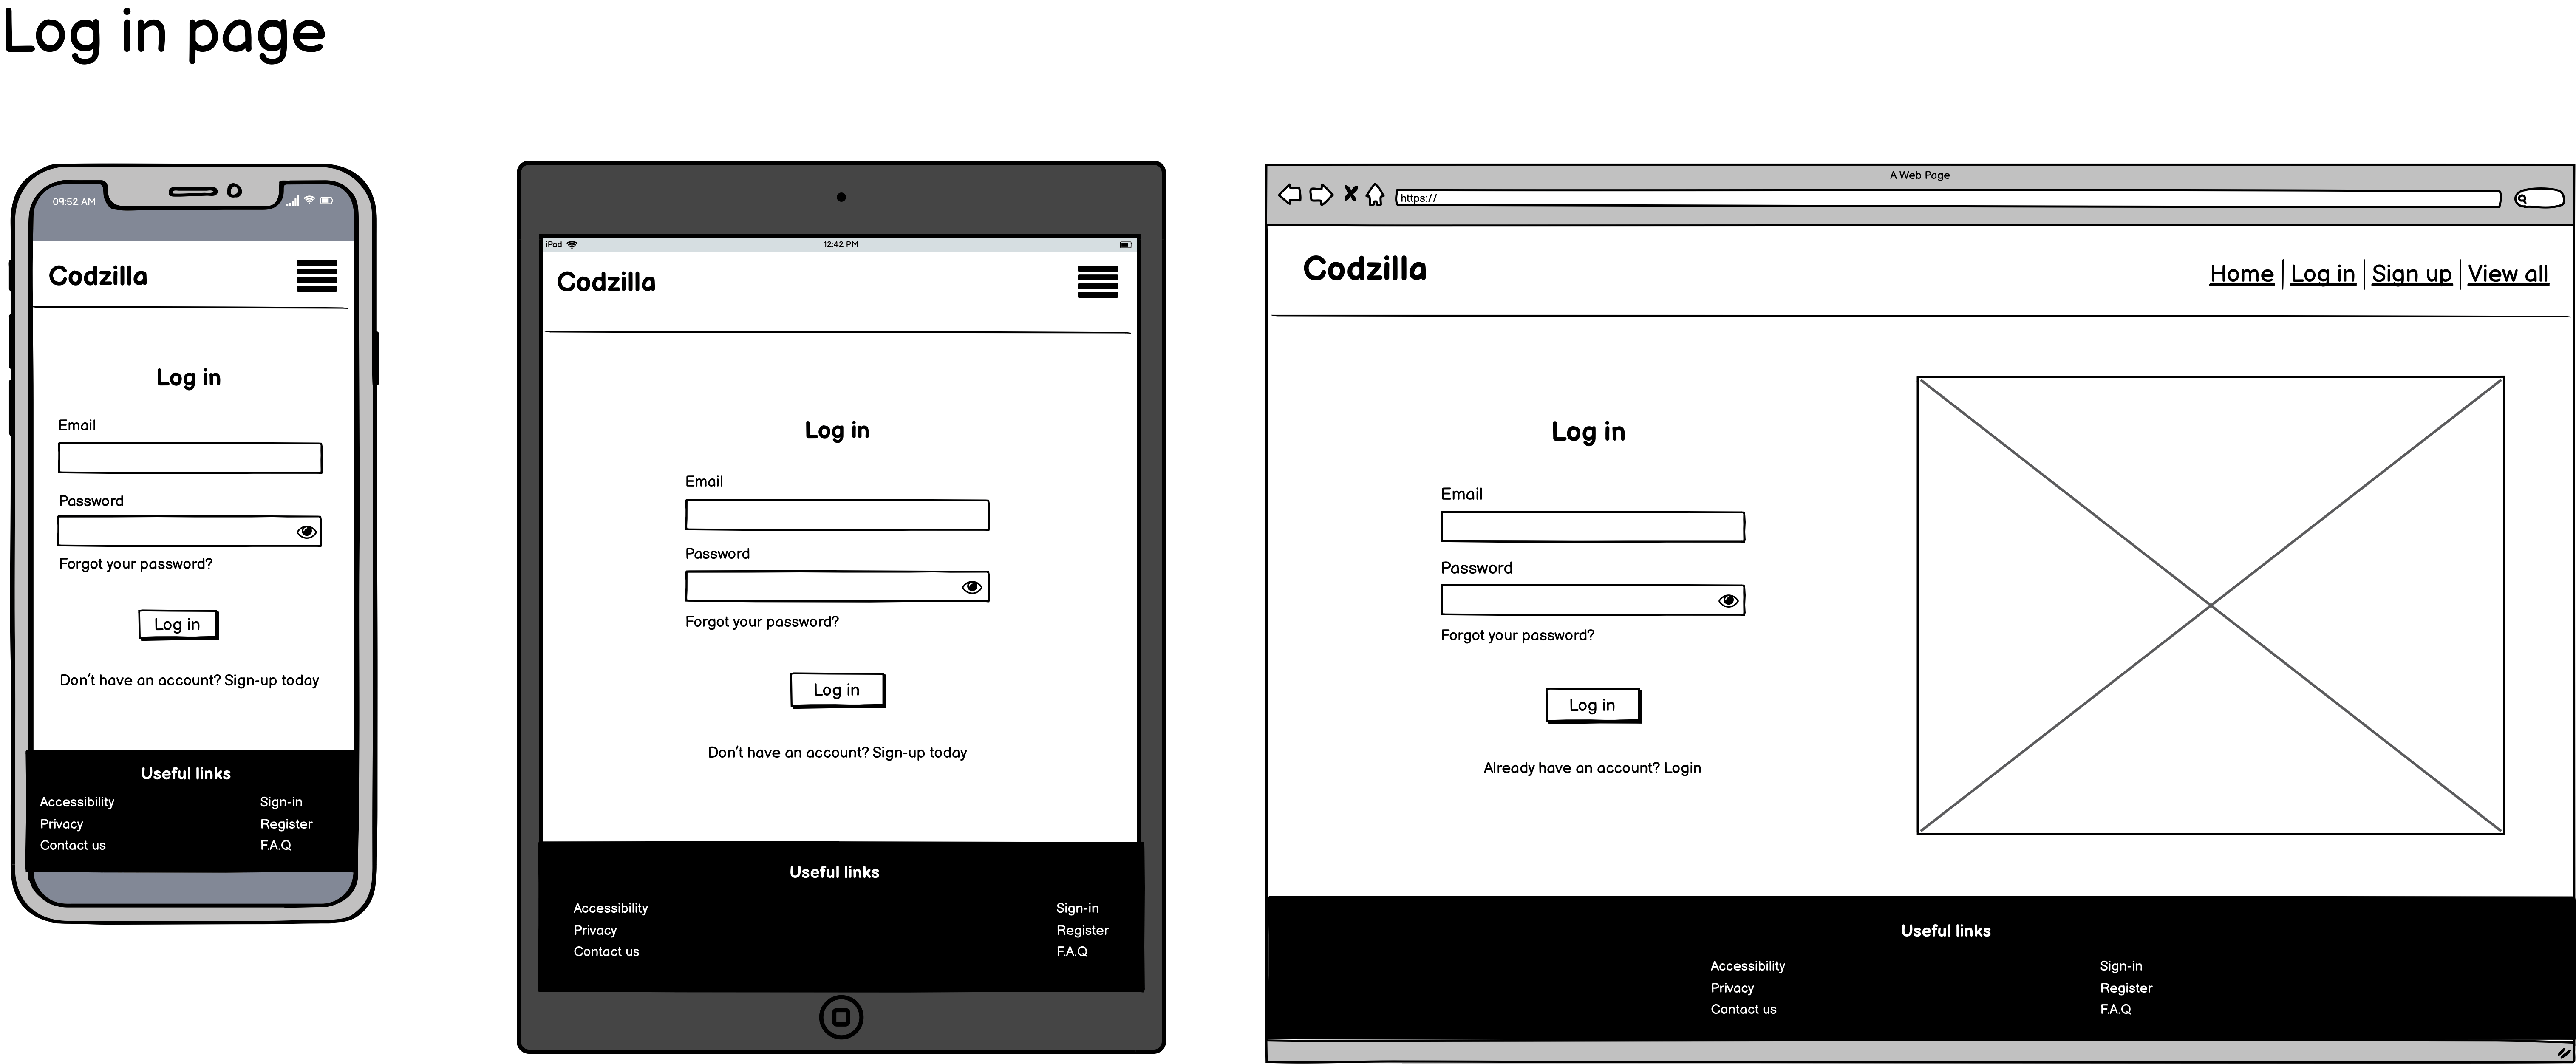 Log in page
09:52 AM
Codzilla
Log in
Email
Password
Forgot your password?
Log in
Don't have an account? Sign-up today
Useful links
Accessibility
Privacy
Contact us
Sign-in
Register
F.A.Q
iPad
12:42 PM
Codzilla
Log in
Email
Password
Forgot your password?
Log in
Don't have an account? Sign-up today
Useful links
Accessibility
Privacy
Contact us
Sign-in
Register
F.A.Q
A Web Page
https://
Codzilla
Home | Log in | Sign up | View all
Log in
Email
Password
Forgot your password?
Log in
Already have an account? Login
Useful links
Accessibility
Privacy
Contact us
Sign-in
Register
F.A.Q